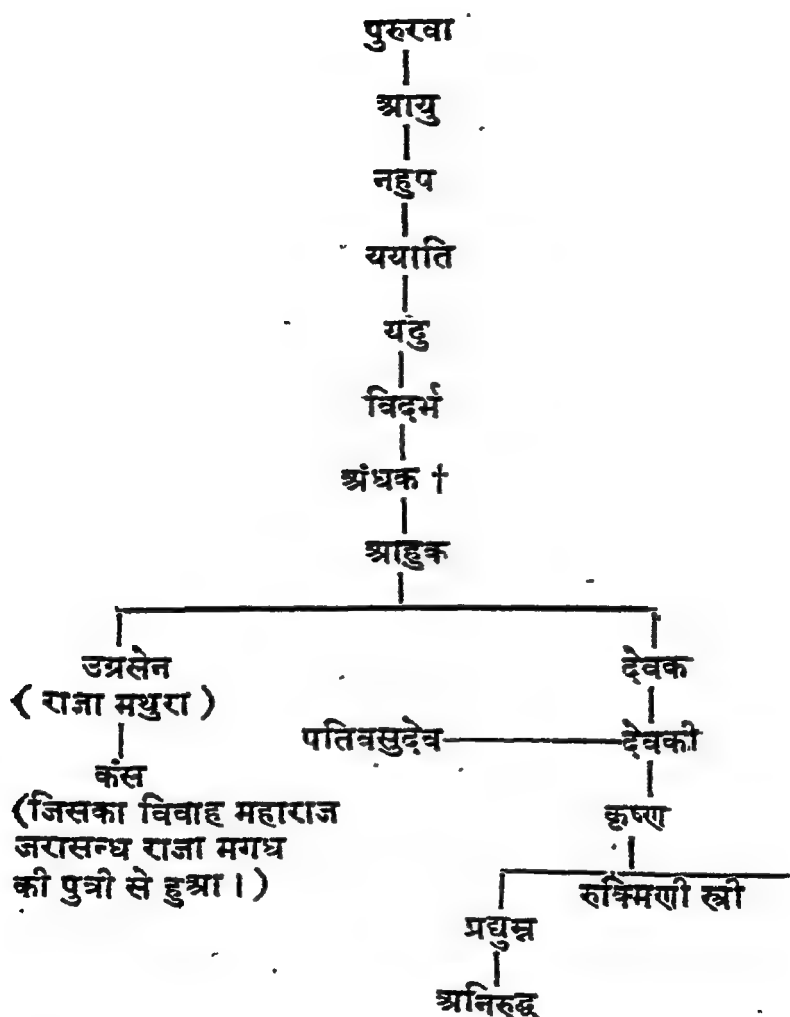 पुरुरवा
आयु
नहुप
ययाति
यदु
विदर्भ
अंधक †
आहुक
उग्रसेन
देवक
( राजा मथुरा )
पतिवसुदेव
देवकी
कंस
(जिसका विवाह महाराज
जरासन्ध राजा मगध
की पुत्री से हुआ ।)
कृष्ण
रुक्मिणी स्त्री
प्रद्युम्न
अनिरुद्ध